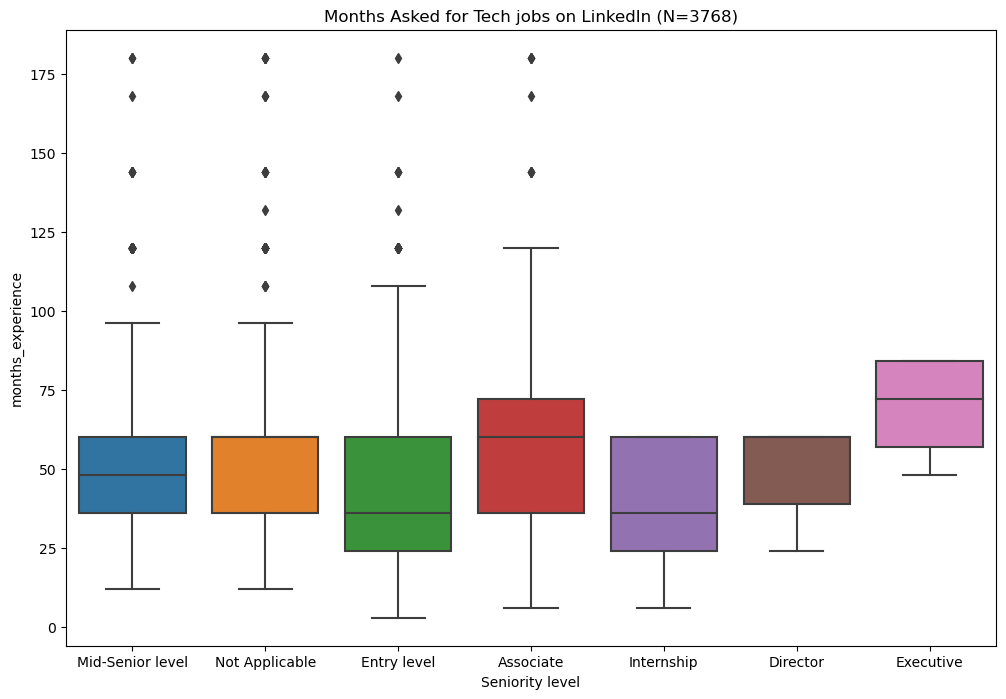 Months Asked for Tech jobs on LinkedIn (N=3768)
months_experience
175
150
125
100
75
50
25
0
Mid-Senior level Not Applicable Entry level Associate Internship Director Executive
Seniority level